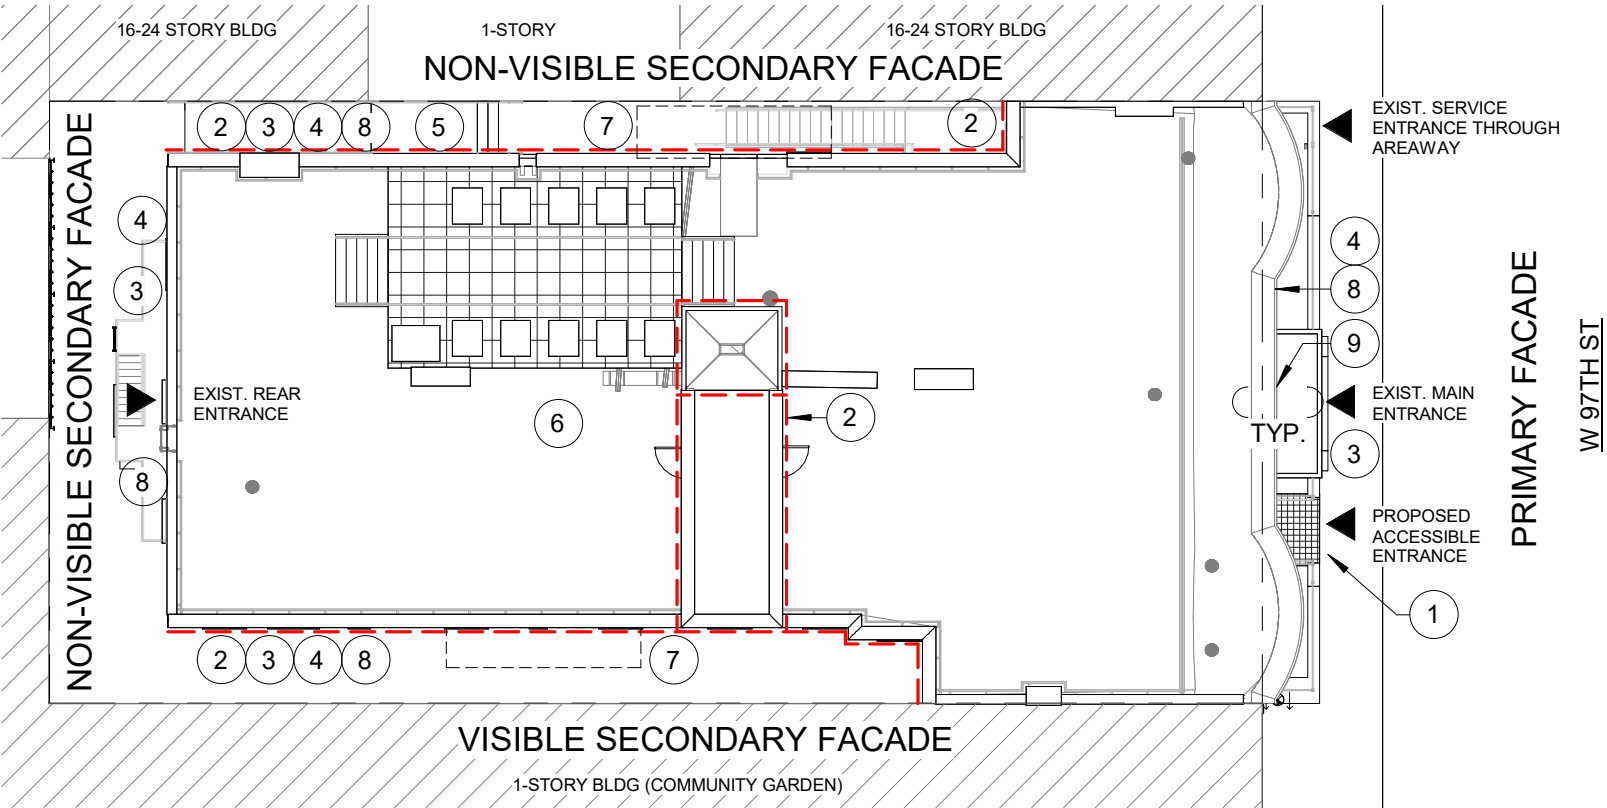 16-24 STORY BLDG
1-STORY
16-24 STORY BLDG
NON-VISIBLE SECONDARY FACADE
2
3
4
8
5
7
2
EXIST. SERVICE
ENTRANCE THROUGH
AREAWAY
NON-VISIBLE SECONDARY FACADE
4
3
EXIST. REAR
ENTRANCE
8
6
2
4
8
9
TYP.
EXIST. MAIN
ENTRANCE
3
PROPOSED
ACCESSIBLE
ENTRANCE
1
PRIMARY FACADE
W 97TH ST
2
3
4
8
7
VISIBLE SECONDARY FACADE
1-STORY BLDG (COMMUNITY GARDEN)